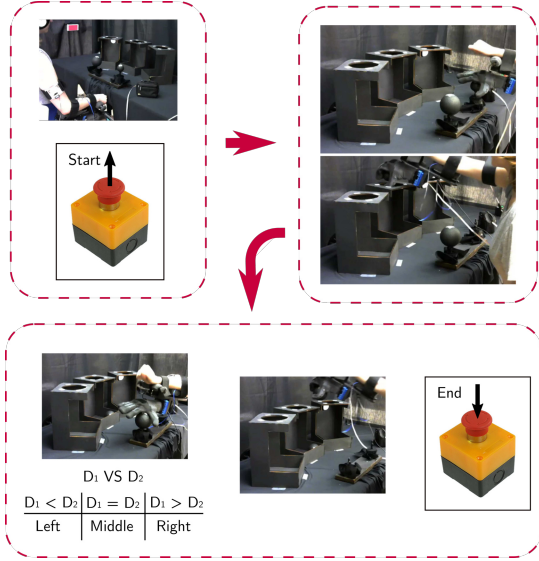 Start
D₁ VS D₂
D₁ < D₂ D₁ = D₂ D₁ > D₂
Left Middle Right
End